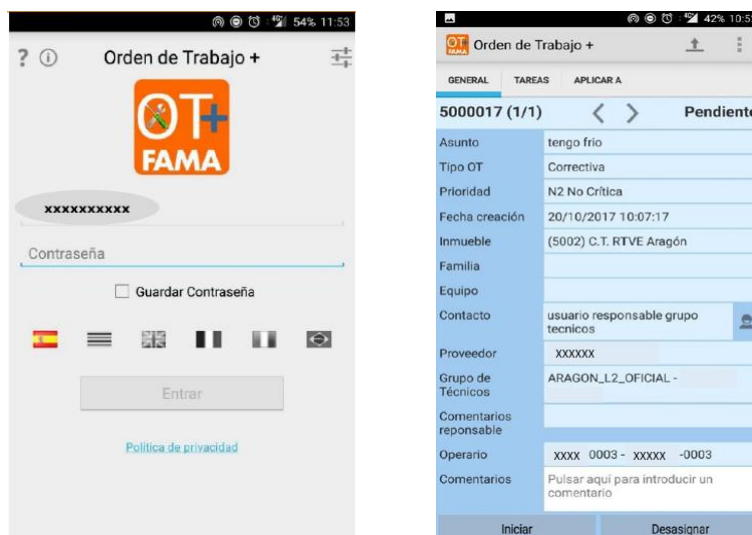 54% 11:53
? Orden de Trabajo +
OT+
FAMA
xxxxxxxxxx
Contraseña
Guardar Contraseña
Entrar
Política de privacidad
42% 10:5
OT+
FAMA
Orden de Trabajo +
GENERAL TAREAS APLICAR A
5000017 (1/1) < > Pendiente
Asunto tengo frio
Tipo OT Correctiva
Prioridad N2 No Crítica
Fecha creación 20/10/2017 10:07:17
Inmueble (5002) C.T. RTVE Aragón
Familia
Equipo
Contacto usuario responsable grupo
tecnicos
Proveedor xxxxxx
Grupo de ARAGON_L2_OFICIAL -
Técnicos
Comentarios
reponsable
Operario xxxx 0003 - xxxxx -0003
Comentarios Pulsar aquí para introducir un
comentario
Iniciar Desasignar